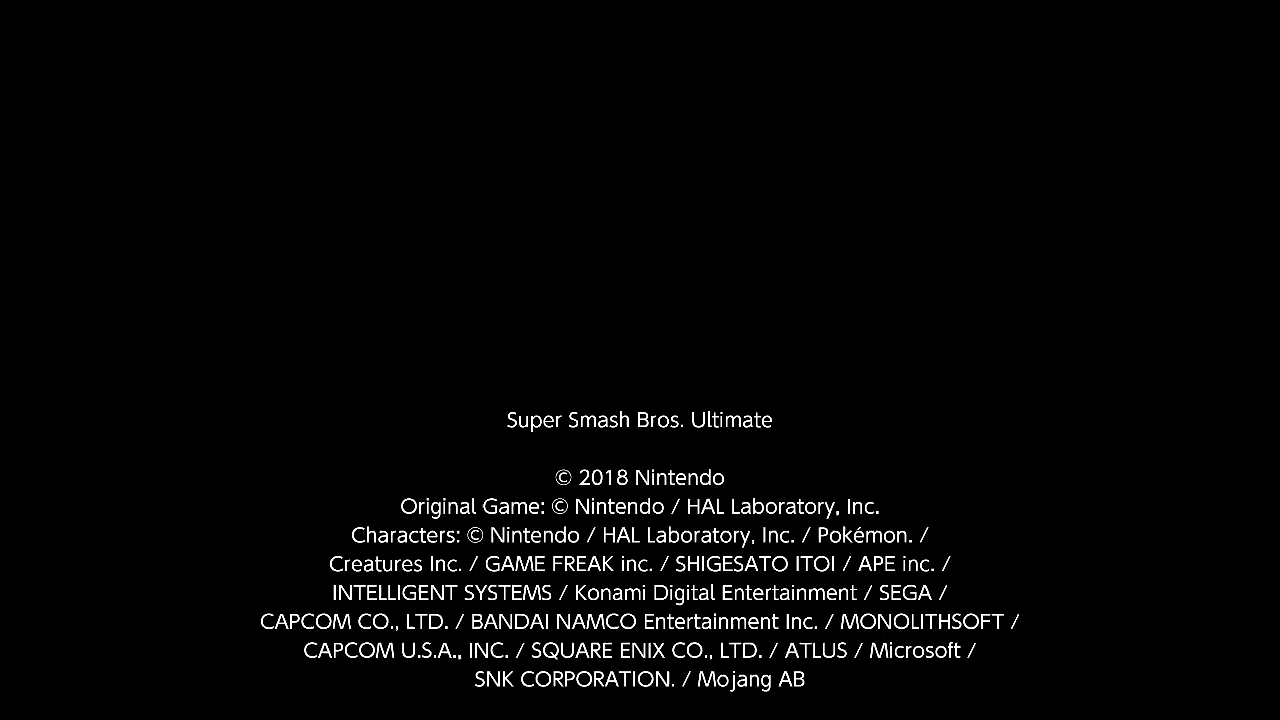 Super Smash Bros. Ultimate
© 2018 Nintendo
Original Game: © Nintendo / HAL Laboratory, Inc.
Characters: © Nintendo / HAL Laboratory, Inc. / Pokémon. /
Creatures Inc. / GAME FREAK inc. / SHIGESATO ITOI / APE inc. /
INTELLIGENT SYSTEMS / Konami Digital Entertainment / SEGA /
CAPCOM CO., LTD. / BANDAI NAMCO Entertainment Inc. / MONOLITHSOFT /
CAPCOM U.S.A., INC. / SQUARE ENIX CO., LTD. / ATLUS / Microsoft /
SNK CORPORATION. / Mojang AB